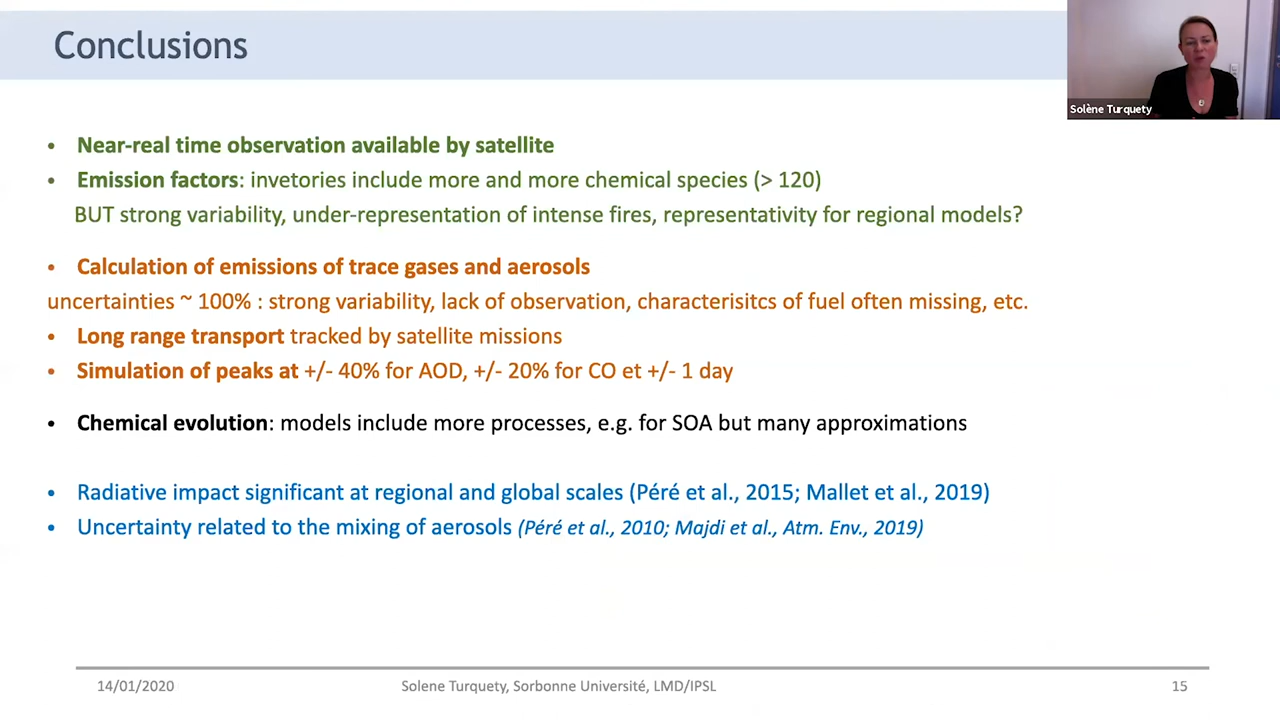 Conclusions
Solène Turquety
• Near-real time observation available by satellite
• Emission factors: invetories include more and more chemical species (> 120)
BUT strong variability, under-representation of intense fires, representativity for regional models?
• Calculation of emissions of trace gases and aerosols
uncertainties ~ 100% : strong variability, lack of observation, characterisitcs of fuel often missing, etc.
• Long range transport tracked by satellite missions
• Simulation of peaks at +/- 40% for AOD, +/- 20% for CO et +/- 1 day
• Chemical evolution: models include more processes, e.g. for SOA but many approximations
• Radiative impact significant at regional and global scales (Péré et al., 2015; Mallet et al., 2019)
• Uncertainty related to the mixing of aerosols (Péré et al., 2010; Majdi et al., Atm. Env., 2019)
14/01/2020
Solene Turquety, Sorbonne Université, LMD/IPSL
15